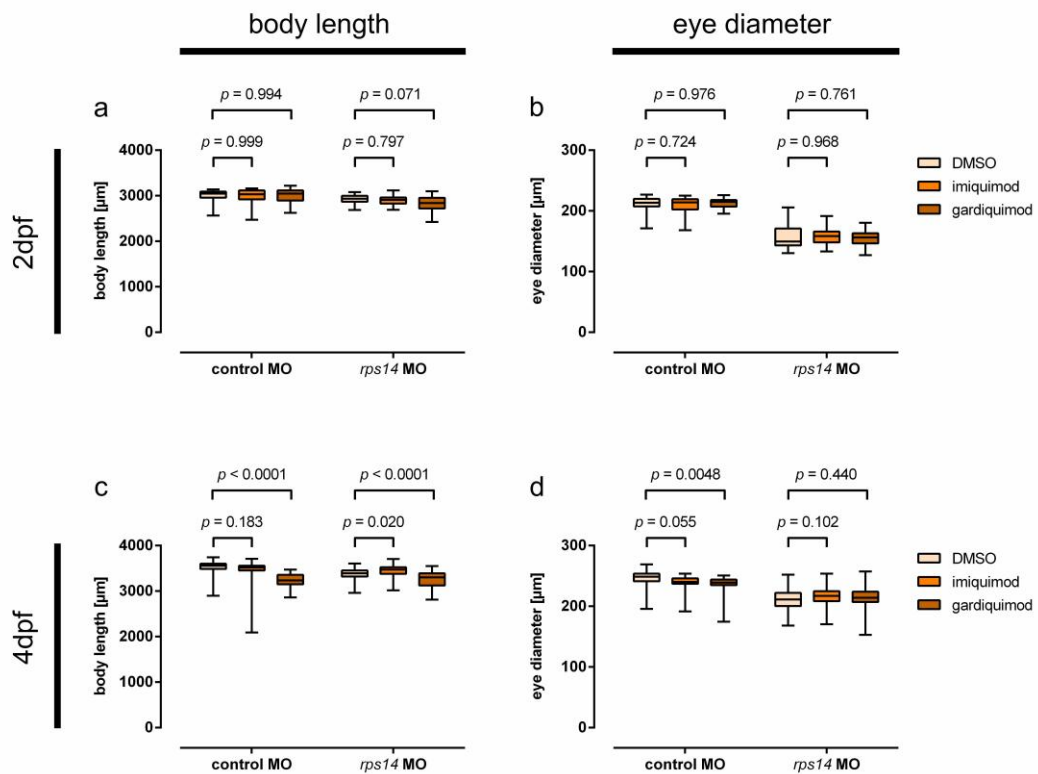 body length
eye diameter
2dpf
a
p = 0.994
p = 0.071
p = 0.999
p = 0.797
body length [µm]
4000
3000
2000
1000
0
control MO
rps14 MO
b
p = 0.976
p = 0.761
p = 0.724
p = 0.968
eye diameter [µm]
300
200
100
0
control MO
rps14 MO
DMSO
imiquimod
gardiquimod
4dpf
c
p < 0.0001
p < 0.0001
p = 0.183
p = 0.020
body length [µm]
4000
3000
2000
1000
0
control MO
rps14 MO
d
p = 0.0048
p = 0.440
p = 0.055
p = 0.102
eye diameter [µm]
300
200
100
0
control MO
rps14 MO
DMSO
imiquimod
gardiquimod